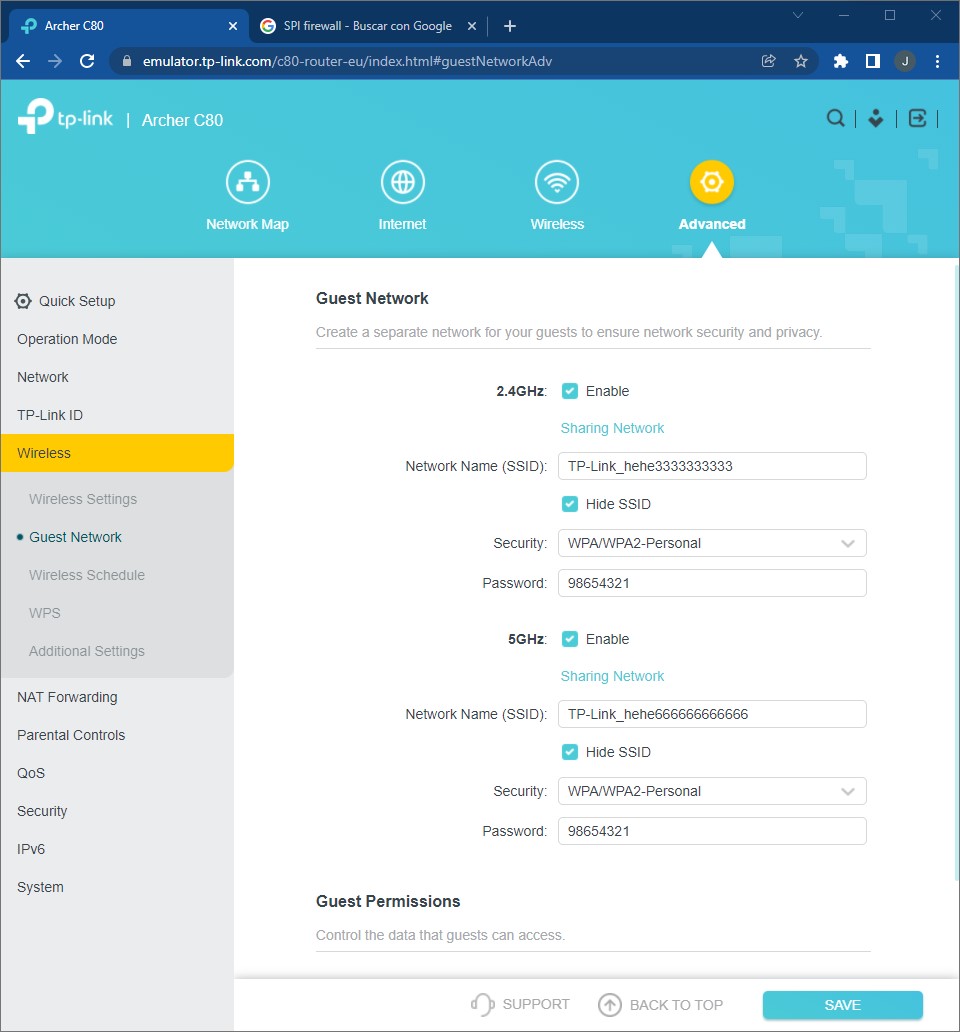 Archer C80
SPI firewall - Buscar con Google
emulator.tp-link.com/c80-router-eu/index.html#guestNetworkAdv
J
tp-link | Archer C80
Network Map
Internet
Wireless
Advanced
Quick Setup
Operation Mode
Network
TP-Link ID
Wireless
Wireless Settings
Guest Network
Wireless Schedule
WPS
Additional Settings
NAT Forwarding
Parental Controls
QoS
Security
IPv6
System
Guest Network
Create a separate network for your guests to ensure network security and privacy.
2.4GHz: Enable
Sharing Network
Network Name (SSID): TP-Link_hehe3333333333
Hide SSID
Security: WPA/WPA2-Personal
Password: 98654321
5GHz: Enable
Sharing Network
Network Name (SSID): TP-Link_hehe666666666666
Hide SSID
Security: WPA/WPA2-Personal
Password: 98654321
Guest Permissions
Control the data that guests can access.
SUPPORT
BACK TO TOP
SAVE